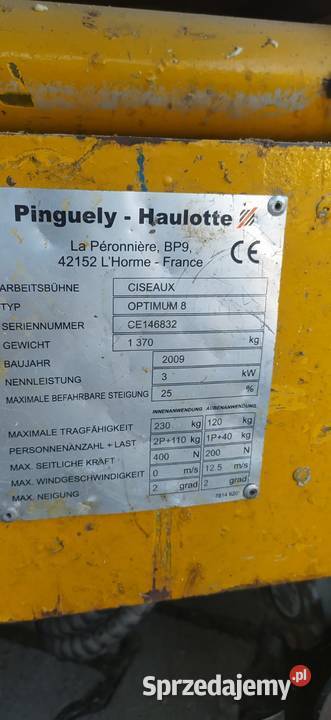 Pinguely - Haulotte
La Péronnière, BP9,
42152 L'Horme - France
CE
ARBEITSBÜHNE CISEAUX
TYP OPTIMUM 8
SERIENNUMMER CE146832
GEWICHT 1 370 kg
BAUJAHR 2009
NENNLEISTUNG 3 kW
MAXIMALE BEFAHRBARE STEIGUNG 25 %
INNENANWENDUNG AUßENANWENDUNG
MAXIMALE TRAGFÄHIGKEIT 230 kg 120 kg
PERSONNENANZAHL + LAST 2P+110 kg 1P+40 kg
MAX. SEITLICHE KRAFT 400 N 200 N
MAX. WINDGESCHWINDIGKEIT 0 m/s 12.5 m/s
MAX. NEIGUNG 2 grad 2 grad
Sprzedajemy.pl